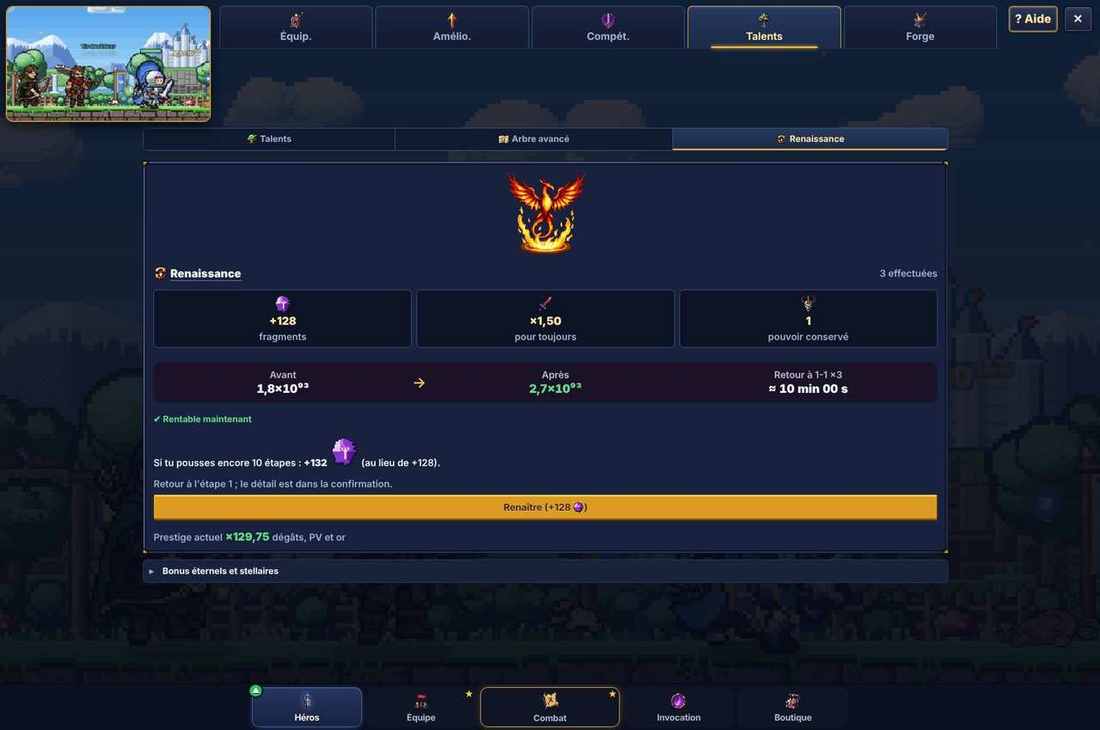 Équip.
Amélio.
Compét.
Talents
Forge
? Aide
×
Talents
Arbre avancé
Renaissance
Renaissance
3 effectuées
+128
fragments
×1,50
pour toujours
1
pouvoir conservé
Avant
1,8×10⁹³
→
Après
2,7×10⁹³
Retour à 1-1 ×3
≈ 10 min 00 s
✔ Rentable maintenant
Si tu pousses encore 10 étapes : +132 (au lieu de +128).
Retour à l'étape 1 ; le détail est dans la confirmation.
Renaître (+128 )
Prestige actuel ×129,75 dégâts, PV et or
▸ Bonus éternels et stellaires
Héros
Équipe
Combat
Invocation
Boutique